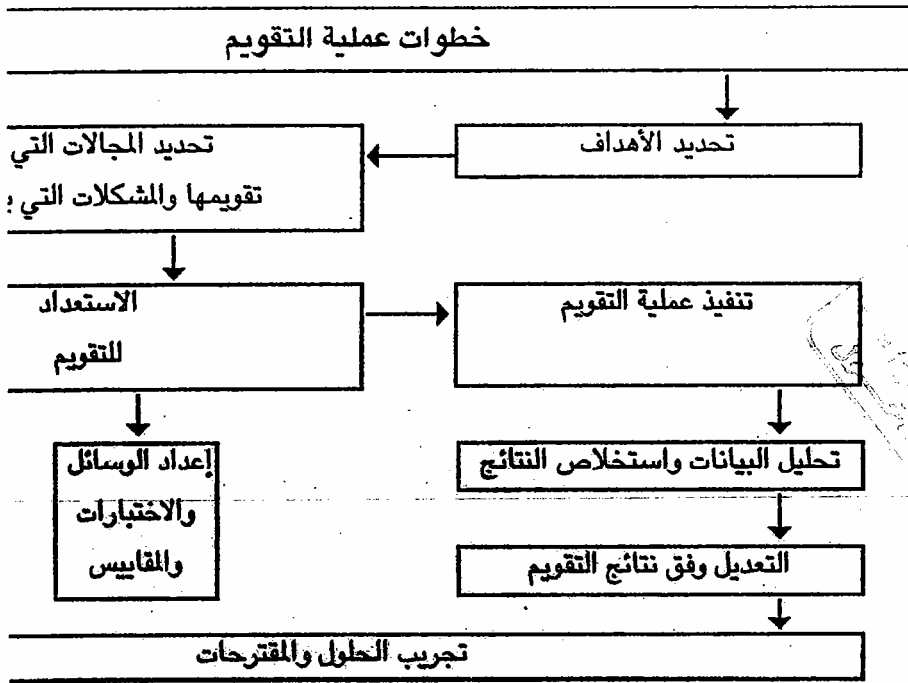 خطوات عملية التقويم
تحديد الأهداف
تحديد المجالات التي
تقويمها والمشكلات التي
الاستعداد
للتقويم
تنفيذ عملية التقويم
إعداد الوسائل
والاختبارات
والمقاييس
تحليل البيانات واستخلاص النتائج
التعديل وفق نتائج التقويم
تجريب الحلول والمقترحات